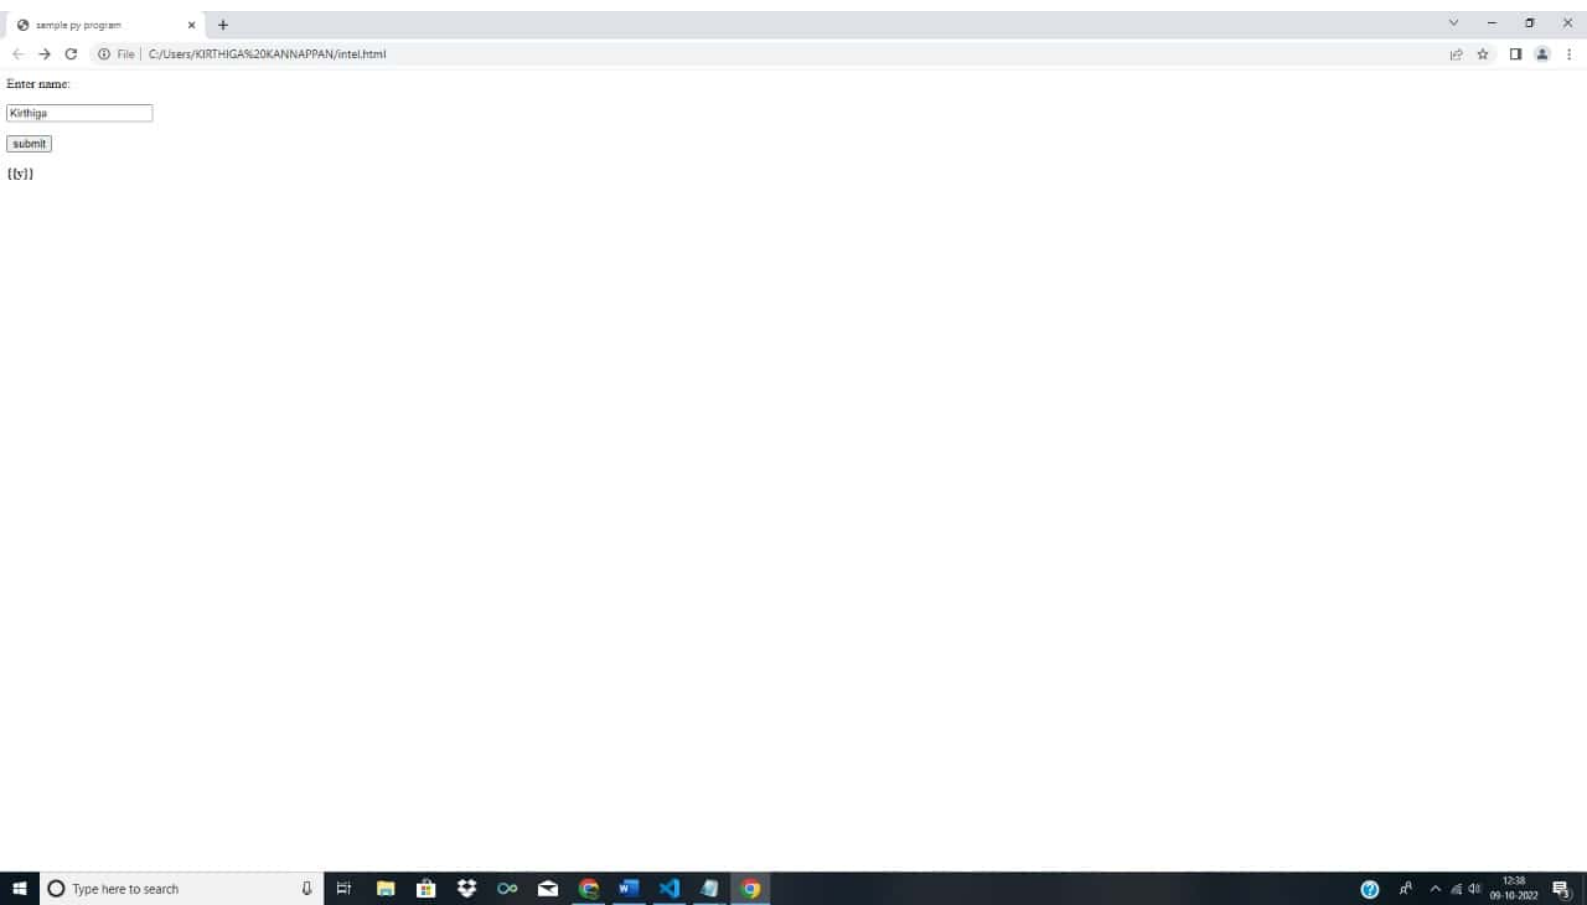 sample py program
File | C:/Users/KIRTHIGA%20KANNAPPAN/intel.html
Enter name:
Kirthiga
submit
{{y}}
Type here to search
12:38
09-10-2022